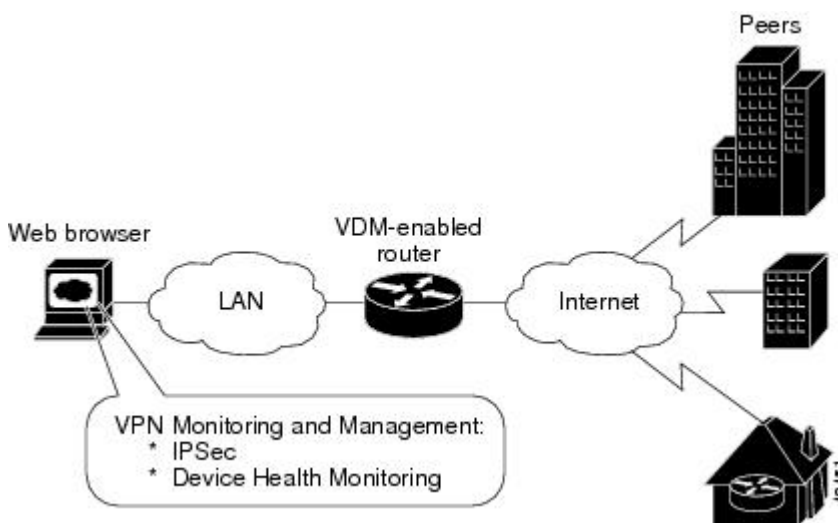 Peers
Web browser
VDM-enabled
router
LAN
Internet
VPN Monitoring and Management:
* IPSec
* Device Health Monitoring